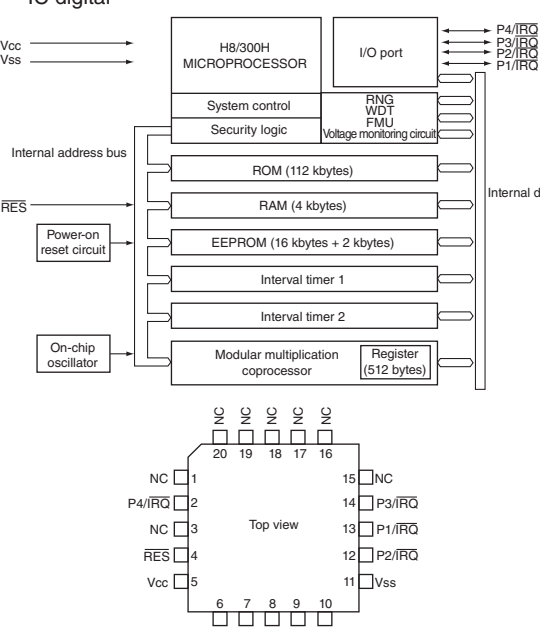 IC digital
Vcc
Vss
H8/300H
MICROPROCESSOR
I/O port
P4/IRQ
P3/IRQ
P2/IRQ
P1/IRQ
System control
Security logic
RNG
WDT
FMU
Voltage monitoring circuit
Internal address bus
ROM (112 kbytes)
RES
RAM (4 kbytes)
Internal d
Power-on
reset circuit
EEPROM (16 kbytes + 2 kbytes)
Interval timer 1
Interval timer 2
On-chip
oscillator
Modular multiplication
coprocessor
Register
(512 bytes)
NC NC NC NC NC
20 19 18 17 16
NC 1 15 NC
P4/IRQ 2 14 P3/IRQ
NC 3 Top view 13 P1/IRQ
RES 4 12 P2/IRQ
Vcc 5 11 Vss
6 7 8 9 10